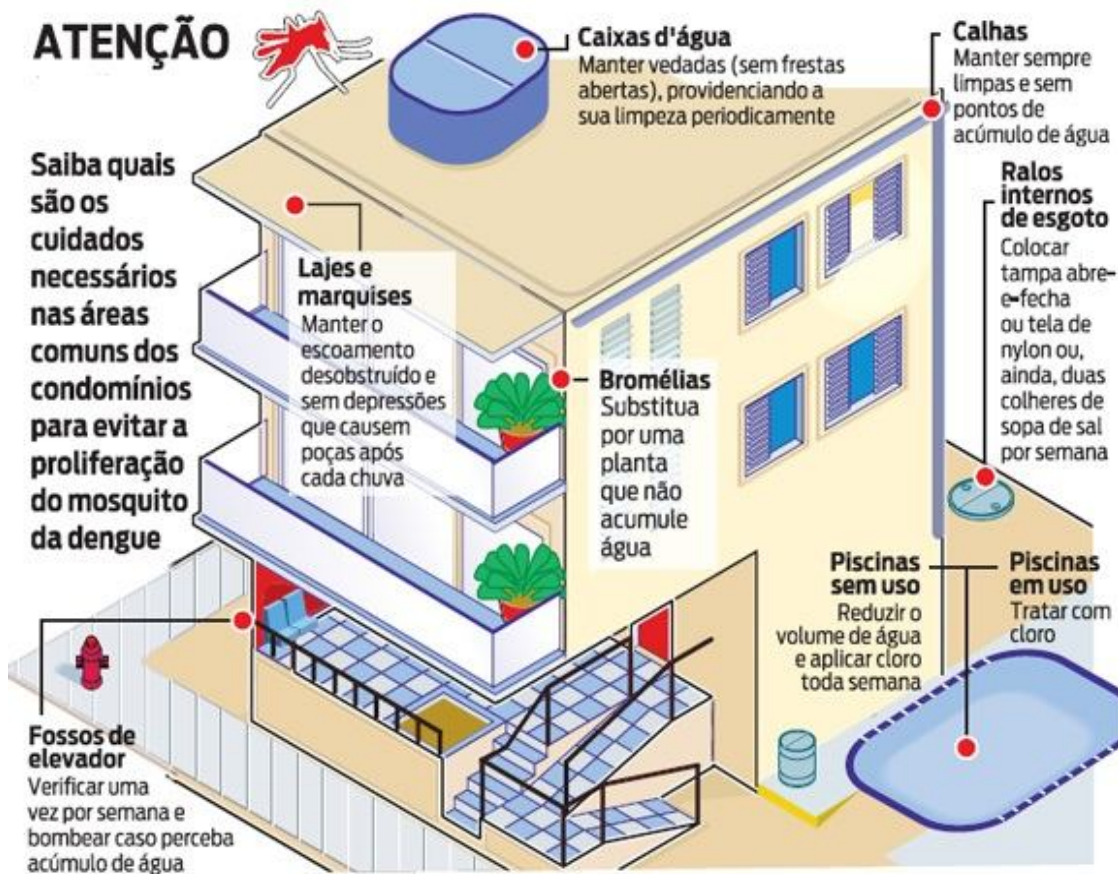 ATENÇÃO
Saiba quais
são os
cuidados
necessários
nas áreas
comuns dos
condomínios
para evitar a
proliferação
do mosquito
da dengue
Caixas d'água
Manter vedadas (sem frestas
abertas), providenciando a
sua limpeza periodicamente
Calhas
Manter sempre
limpas e sem
pontos de
acúmulo de água
Ralos
internos
de esgoto
Colocar
tampa abre-
e-fecha
ou tela de
nylon ou,
ainda, duas
colheres de
sopa de sal
por semana
Lajes e
marquises
Manter o
escoamento
desobstruído e
sem depressões
que causem
poças após
cada chuva
Bromélias
Substitua
por uma
planta
que não
acumule
água
Piscinas
sem uso
Reduzir o
volume de água
e aplicar cloro
toda semana
Piscinas
em uso
Tratar com
cloro
Fossos de
elevador
Verificar uma
vez por semana e
bombear caso perceba
acúmulo de água